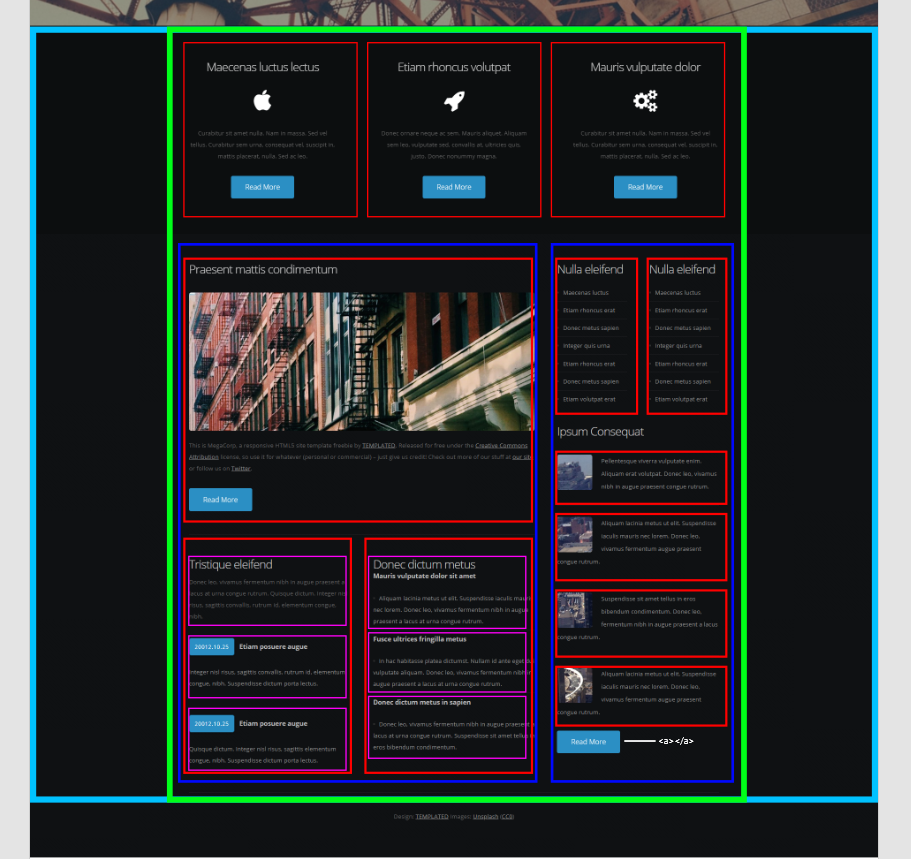 Maecenas luctus lectus
Curabitur sit amet nulla. Nam in massa. Sed vel
tellus. Curabitur sem urna, consequat vel, suscipit in,
mattis placerat, nulla. Sed ac leo.
Read More
Etiam rhoncus volutpat
Donec ornare neque ac sem. Mauris aliquet. Aliquam
sem leo, vulputate sed, convallis at, ultricies quis,
justo. Donec nonummy magna.
Read More
Mauris vulputate dolor
Curabitur sit amet nulla. Nam in massa. Sed vel
tellus. Curabitur sem urna, consequat vel, suscipit in,
mattis placerat, nulla. Sed ac leo.
Read More
Praesent mattis condimentum
This is MegaCorp, a responsive HTML5 site template freebie by TEMPLATED. Released for free under the Creative Commons
Attribution license, so use it for whatever (personal or commercial) – just give us credit! Check out more of our stuff at our site
or follow us on Twitter.
Read More
Tristique eleifend
Donec leo, vivamus fermentum nibh in augue praesent a
lacus at urna congue rutrum. Quisque dictum. Integer nisl
risus, sagittis convallis, rutrum id, elementum congue,
nibh.
20012.10.25 Etiam posuere augue
Integer nisl risus, sagittis convallis, rutrum id, elementum
congue, nibh. Suspendisse dictum porta lectus.
20012.10.25 Etiam posuere augue
Quisque dictum. Integer nisl risus, sagittis elementum
congue, nibh. Suspendisse dictum porta lectus.
Donec dictum metus
Mauris vulputate dolor sit amet
Aliquam lacinia metus ut elit. Suspendisse iaculis mauris
nec lorem. Donec leo, vivamus fermentum nibh in augue
praesent a lacus at urna congue rutrum.
Fusce ultrices fringilla metus
In hac habitasse platea dictumst. Nullam id ante eget dui
vulputate aliquam. Donec leo, vivamus fermentum nibh in
augue praesent a lacus at urna congue rutrum.
Donec dictum metus in sapien
Donec leo, vivamus fermentum nibh in augue praesent a
lacus at urna congue rutrum. Suspendisse sit amet tellus in
eros bibendum condimentum.
Nulla eleifend
Maecenas luctus
Etiam rhoncus erat
Donec metus sapien
Integer quis urna
Etiam rhoncus erat
Donec metus sapien
Etiam volutpat erat
Nulla eleifend
Maecenas luctus
Etiam rhoncus erat
Donec metus sapien
Integer quis urna
Etiam rhoncus erat
Donec metus sapien
Etiam volutpat erat
Ipsum Consequat
Pellentesque viverra vulputate enim.
Aliquam erat volutpat. Donec leo, vivamus
nibh in augue praesent congue rutrum.
Aliquam lacinia metus ut elit. Suspendisse
iaculis mauris nec lorem. Donec leo,
vivamus fermentum augue praesent
congue rutrum.
Suspendisse sit amet tellus in eros
bibendum condimentum. Donec leo,
fermentum nibh in augue praesent a lacus
congue rutrum.
Aliquam lacinia metus ut elit. Suspendisse
iaculis mauris nec lorem. Donec leo,
vivamus fermentum augue praesent
congue rutrum.
Read More <a></a>
Design: TEMPLATED Images: Unsplash (CC0)